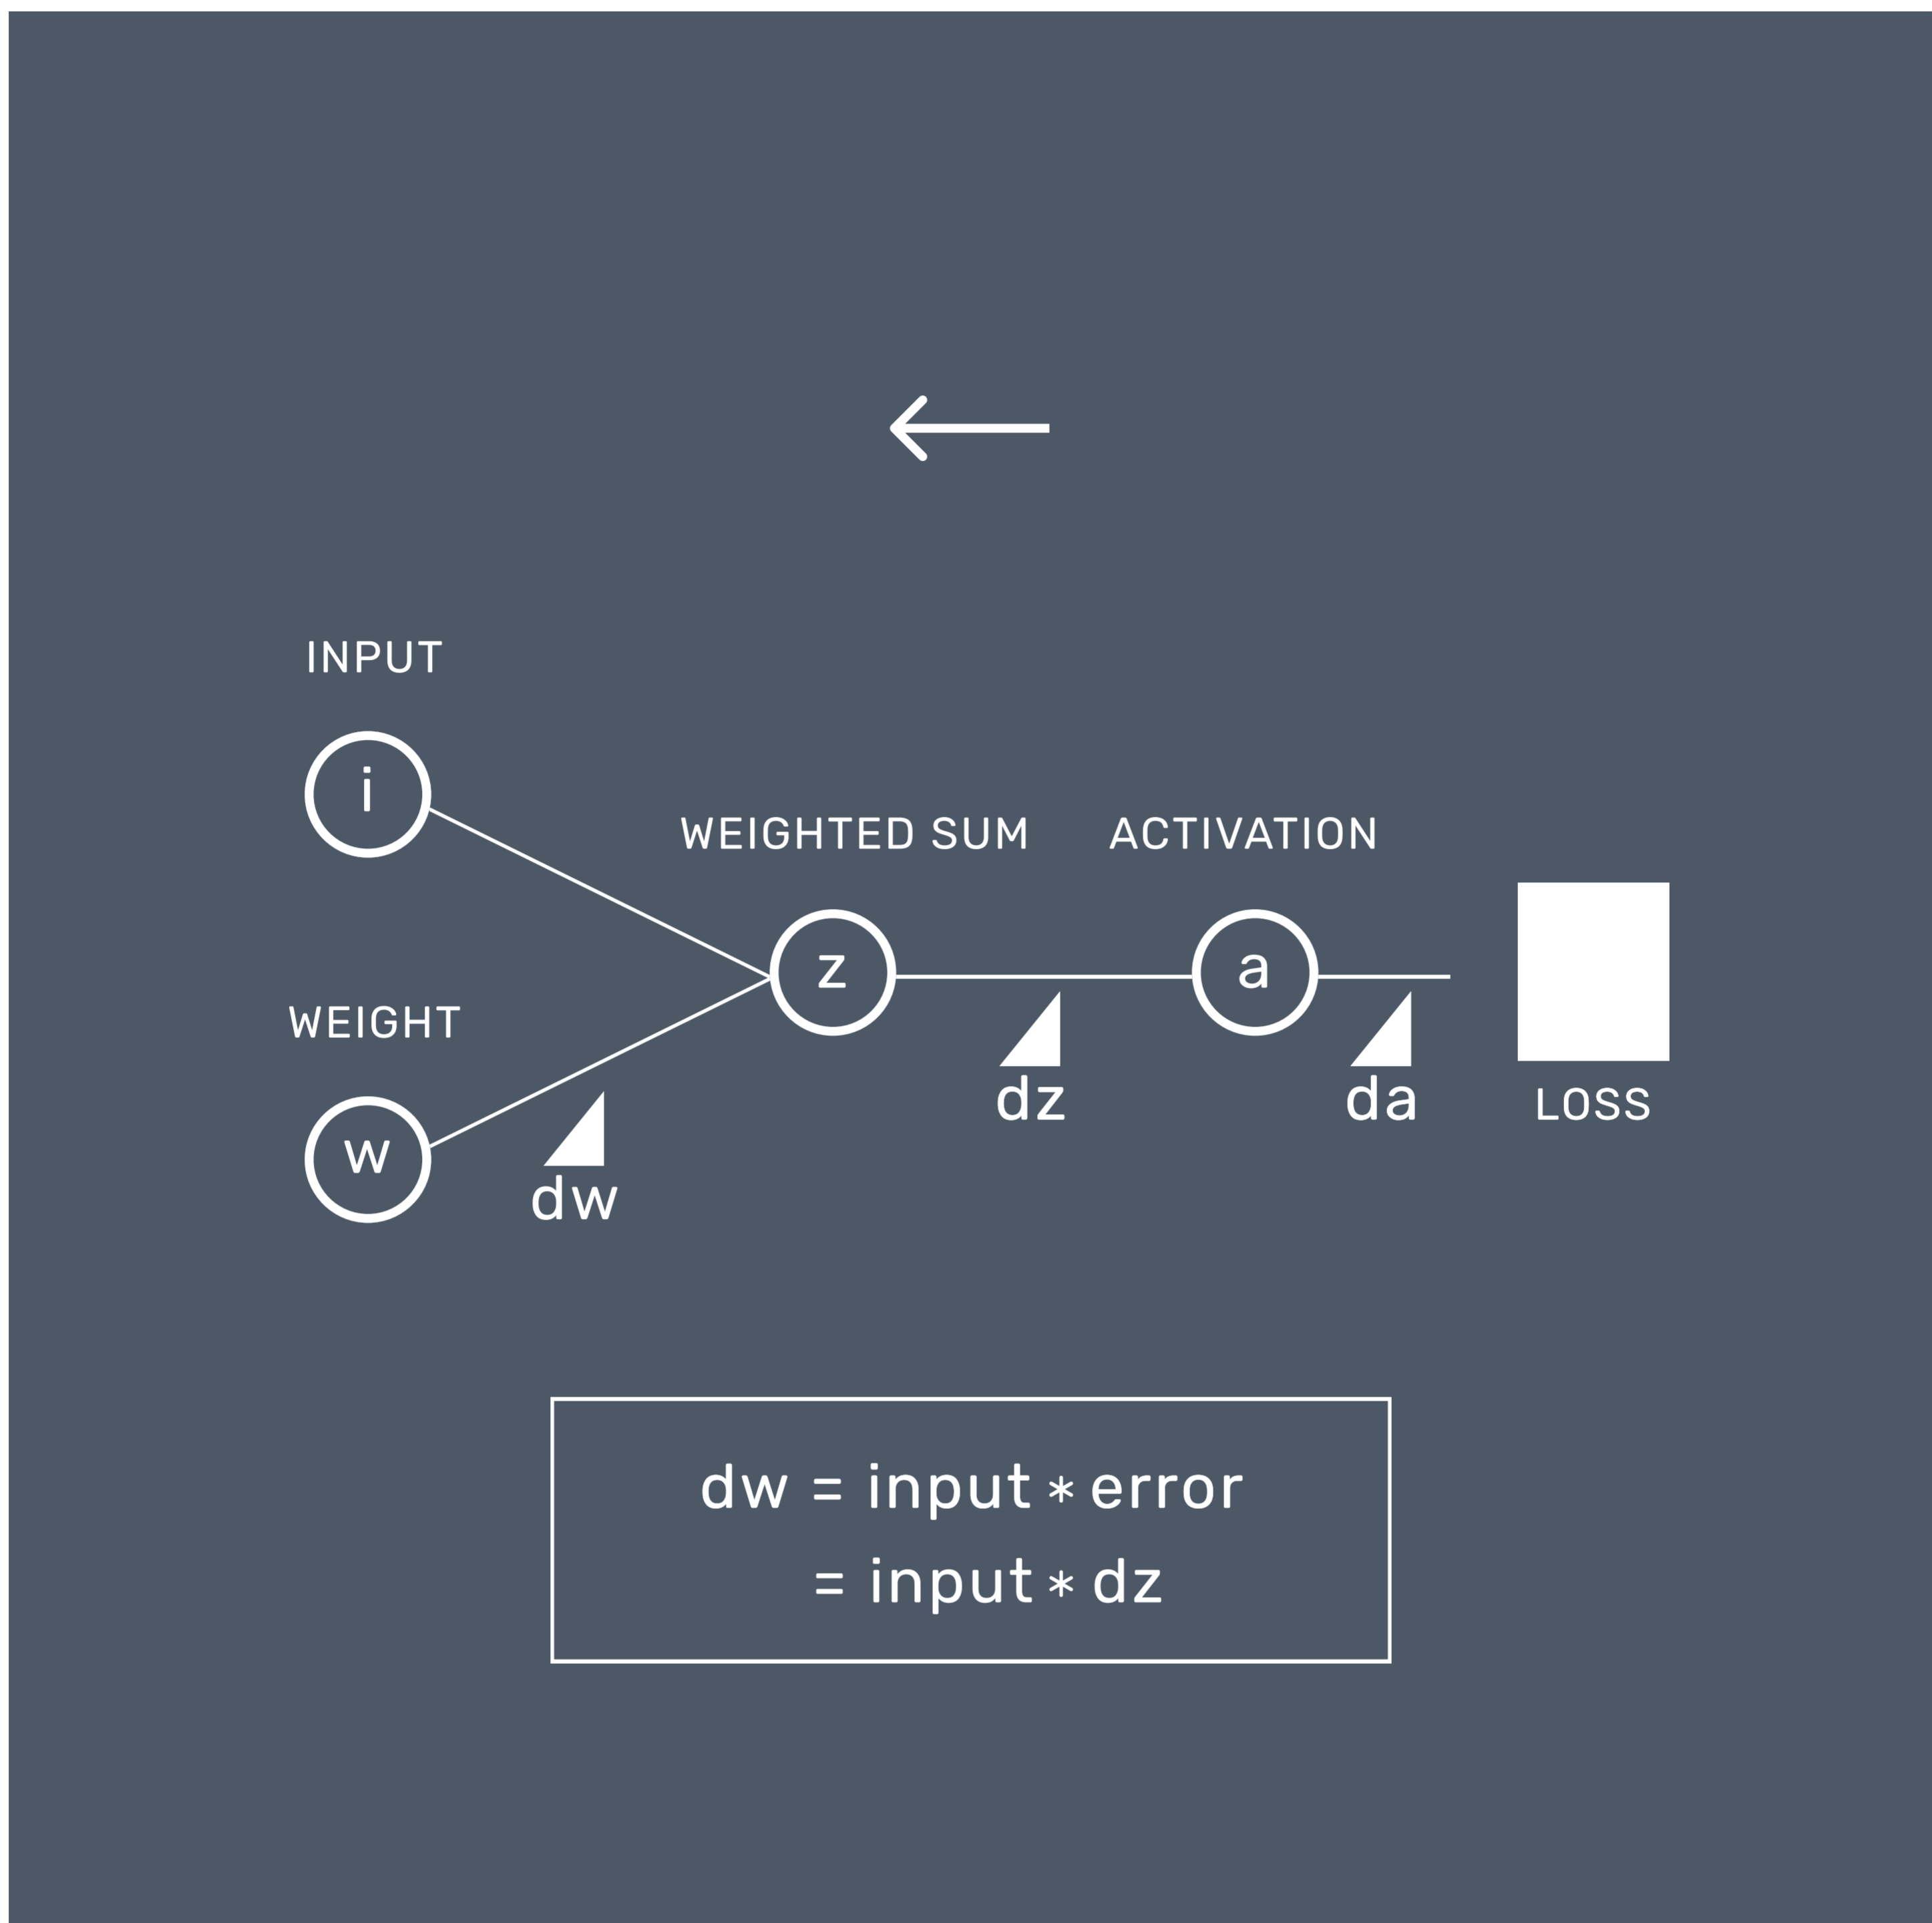 INPUT
i
WEIGHTED SUM
ACTIVATION
z
a
WEIGHT
w
dw
dz
da
LOSS
dw = input * error
= input * dz